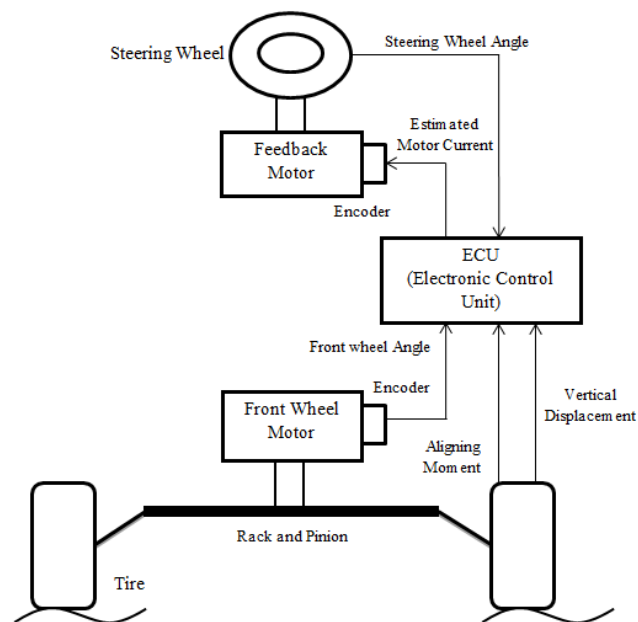 Steering Wheel
Steering Wheel Angle
Estimated
Motor Current
Feedback
Motor
Encoder
ECU
(Electronic Control
Unit)
Front wheel Angle
Encoder
Vertical
Displacement
Front Wheel
Motor
Aligning
Moment
Rack and Pinion
Tire